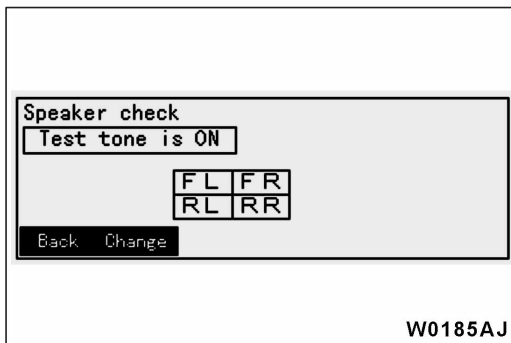 Speaker check
Test tone is ON
FL FR
RL RR
Back Change
W0185AJ